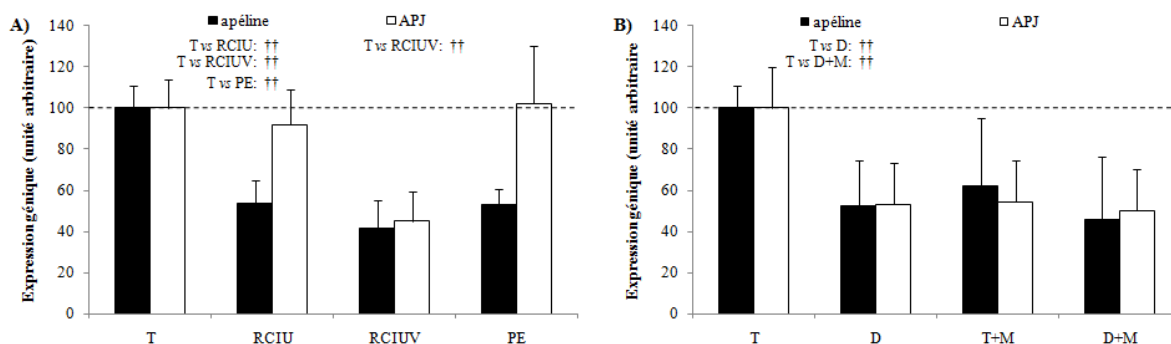 A)
apéline APJ
T vs RCIU: ††
T vs RCIUV: ††
T vs PE: ††
T vs RCIUV: ††
Expression génique (unité arbitraire)
140
120
100
80
60
40
20
0
T RCIU RCIUV PE
B)
apéline APJ
T vs D: ††
T vs D+M: ††
Expression génique (unité arbitraire
140
120
100
80
60
40
20
0
T D T+M D+M